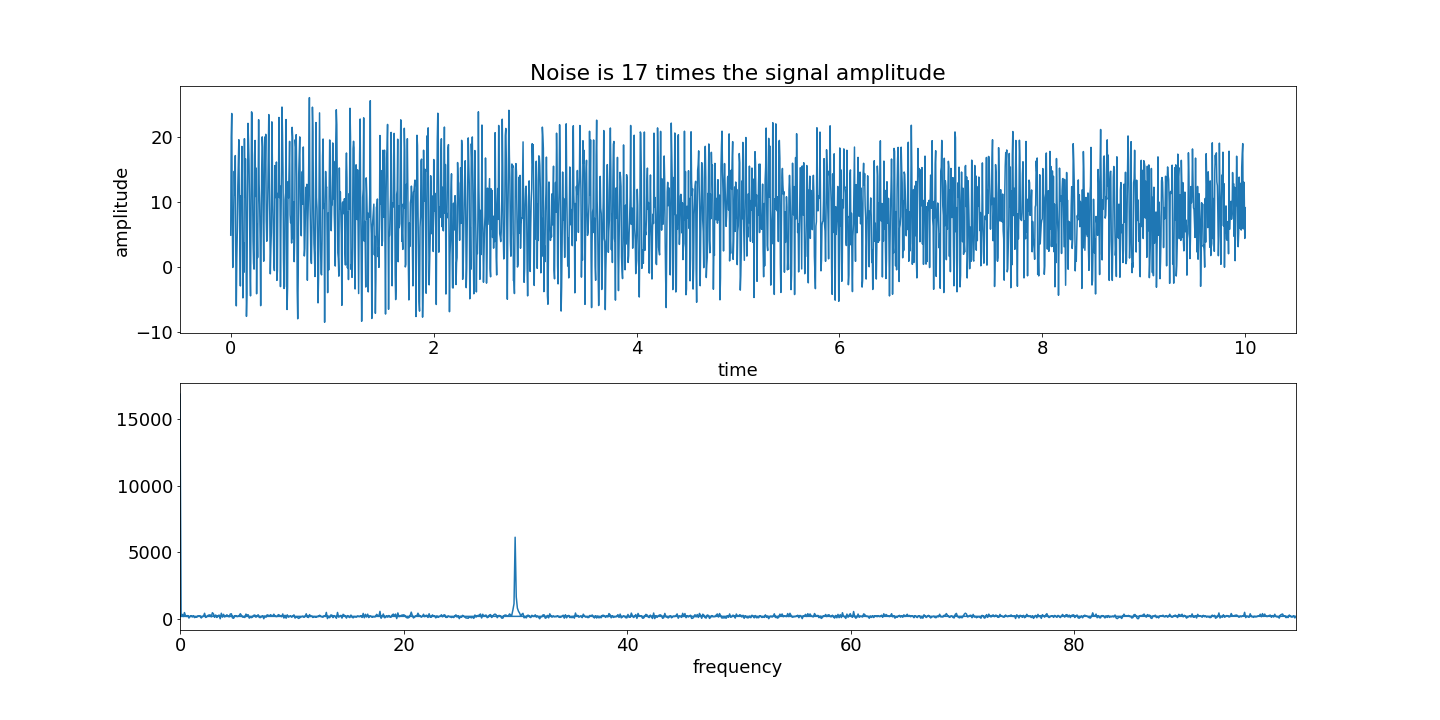 Noise is 17 times the signal amplitude
20
10
0
−10
amplitude
0 2 4 6 8 10
time
15000
10000
5000
0
0 20 40 60 80
frequency